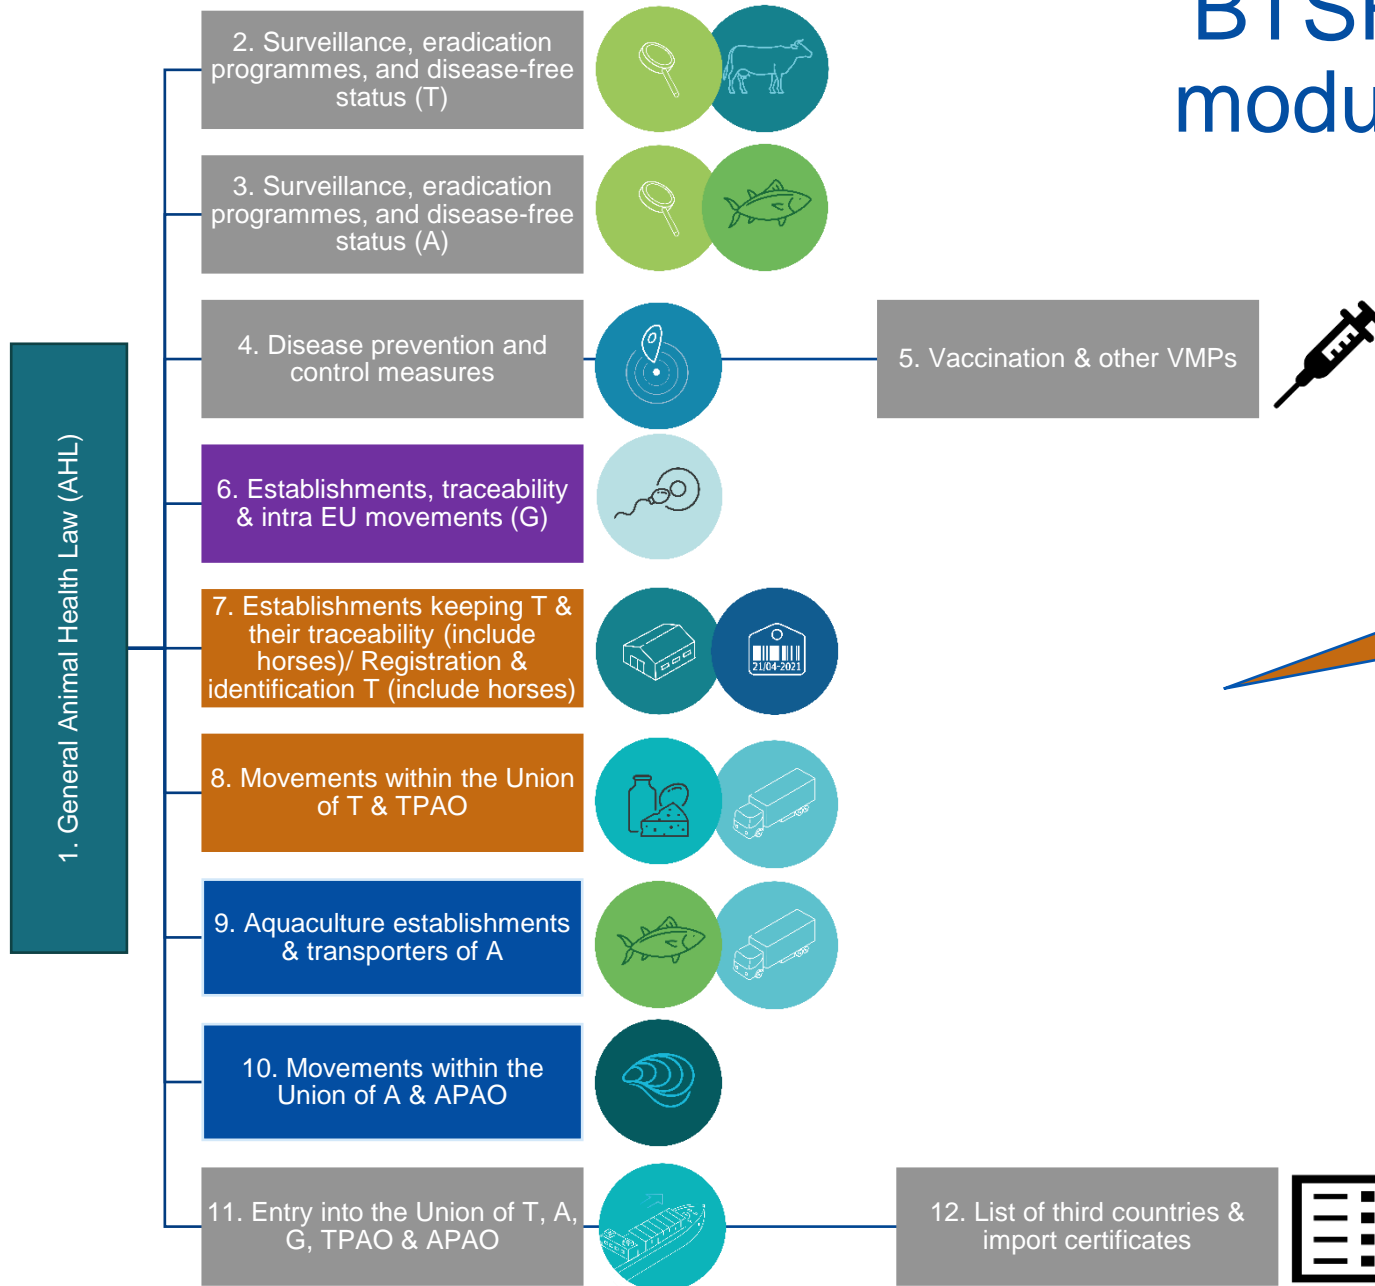 2. Surveillance, eradication
programmes, and disease-free
status (T)
3. Surveillance, eradication
programmes, and disease-free
status (A)
4. Disease prevention and
control measures
5. Vaccination & other VMPs
1. General Animal Health Law (AHL)
6. Establishments, traceability
& intra EU movements (G)
7. Establishments keeping T &
their traceability (include
horses)/ Registration &
identification T (include horses)
21/04-2021
8. Movements within the Union
of T & TPAO
9. Aquaculture establishments
& transporters of A
10. Movements within the
Union of A & APAO
11. Entry into the Union of T, A,
G, TPAO & APAO
12. List of third countries &
import certificates